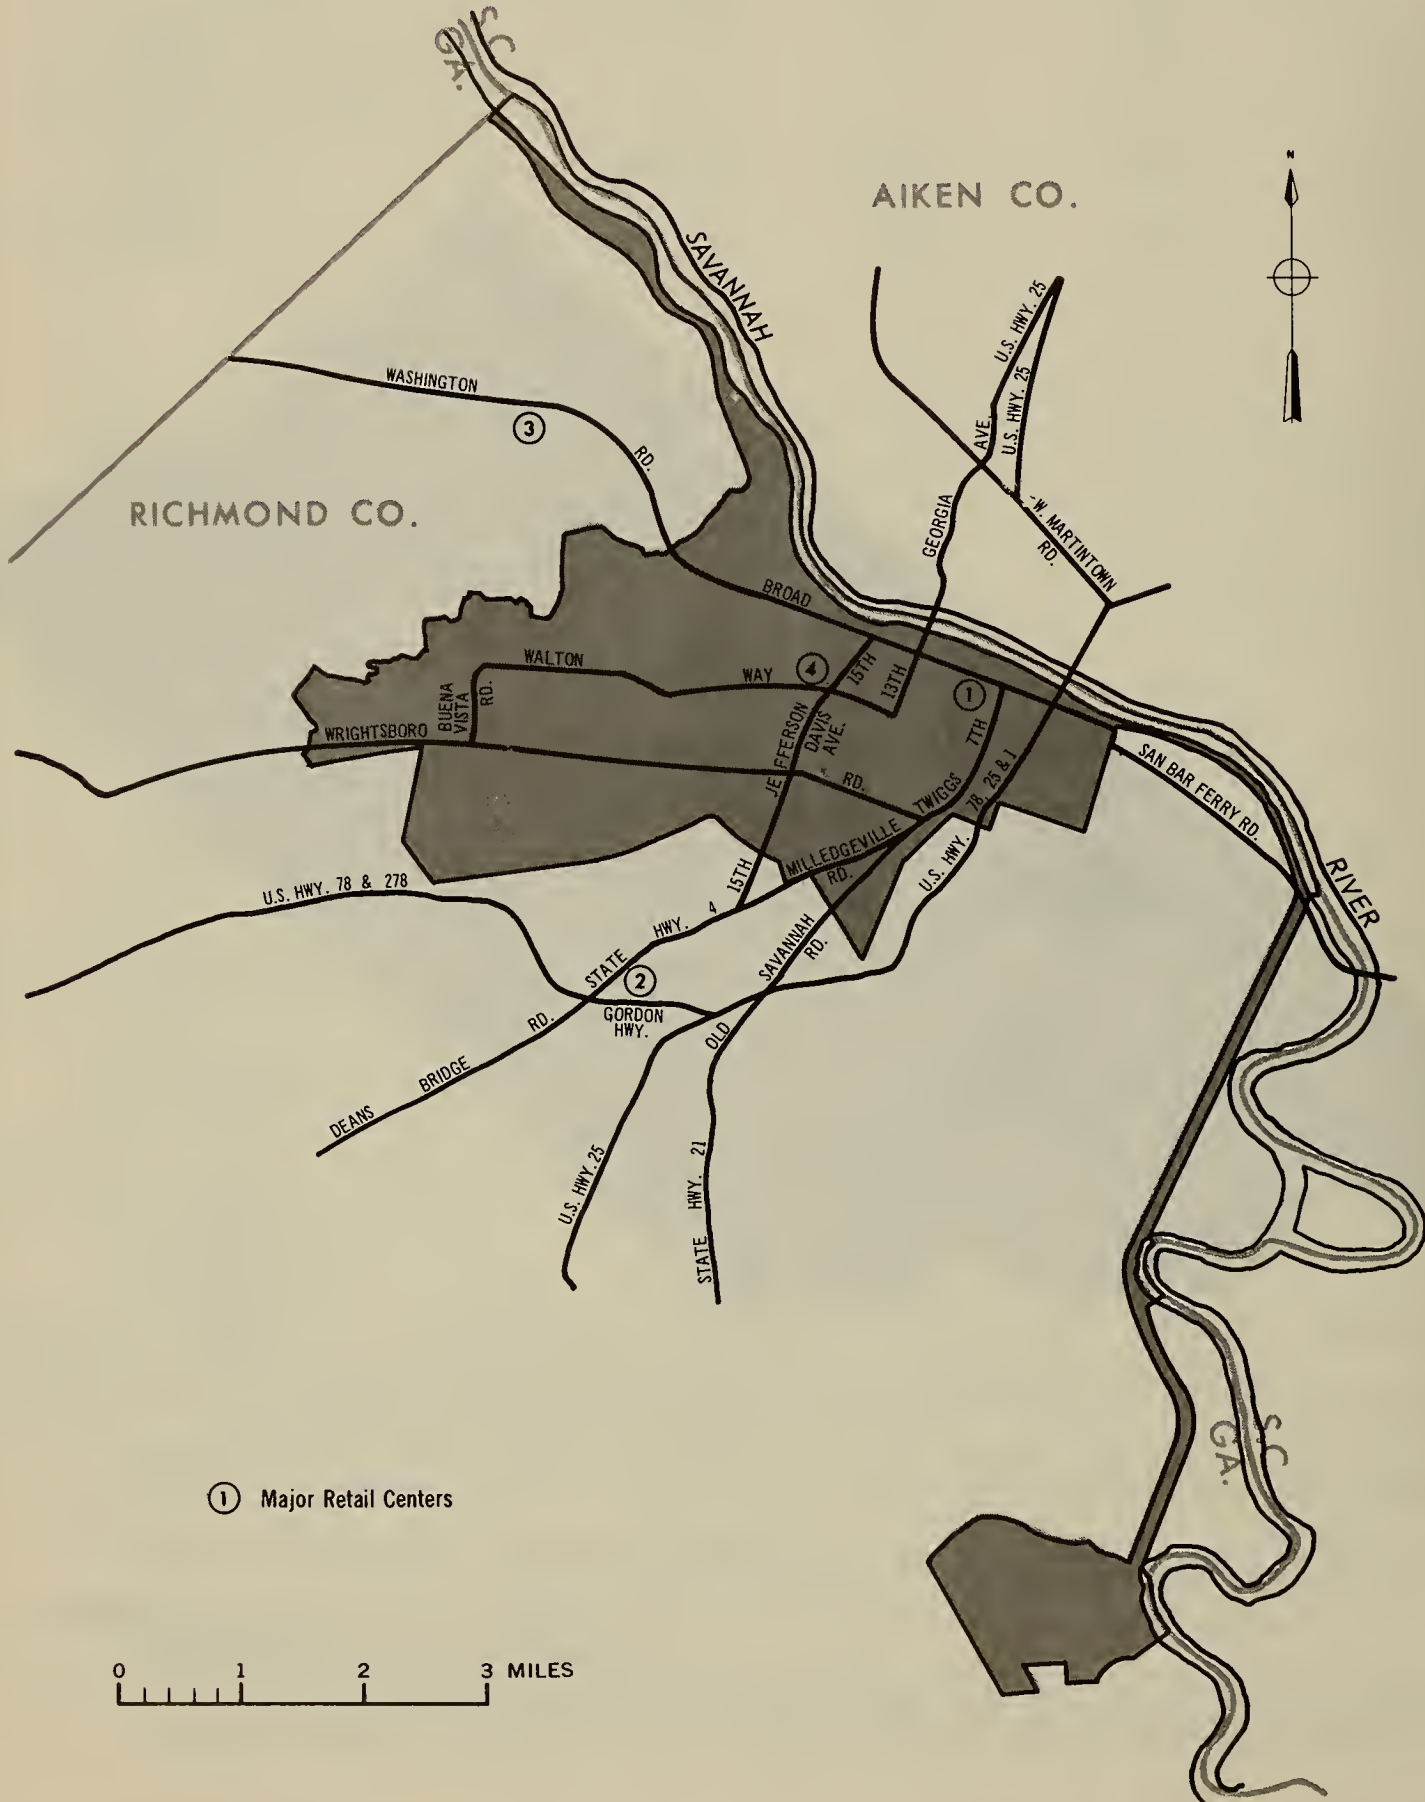 S.C
GA.
N
AIKEN CO.
SAVANNAH
U.S. HWY. 25
U.S. HWY. 25
WASHINGTON
3
RD.
AVE.
RICHMOND CO.
GEORGIA
W. MARTINTOWN
RD.
BROAD
WALTON
WAY
4
15TH
13TH
1
BUENA
VISTA
RD.
WRIGHTSBORO
JEFFERSON
DAVIS
AVE.
7TH
RD.
TWIGGS
78, 25 & 1
U.S. HWY.
SAN BAR FERRY RD.
MILLEDGEVILLE
RD.
15TH
U.S. HWY. 78 & 278
RIVER
STATE HWY. 4
2
SAVANNAH
RD.
GORDON
HWY.
OLD
DEANS BRIDGE RD.
U.S. HWY. 25
STATE HWY. 21
S.C
GA.
1 Major Retail Centers
0 1 2 3 MILES